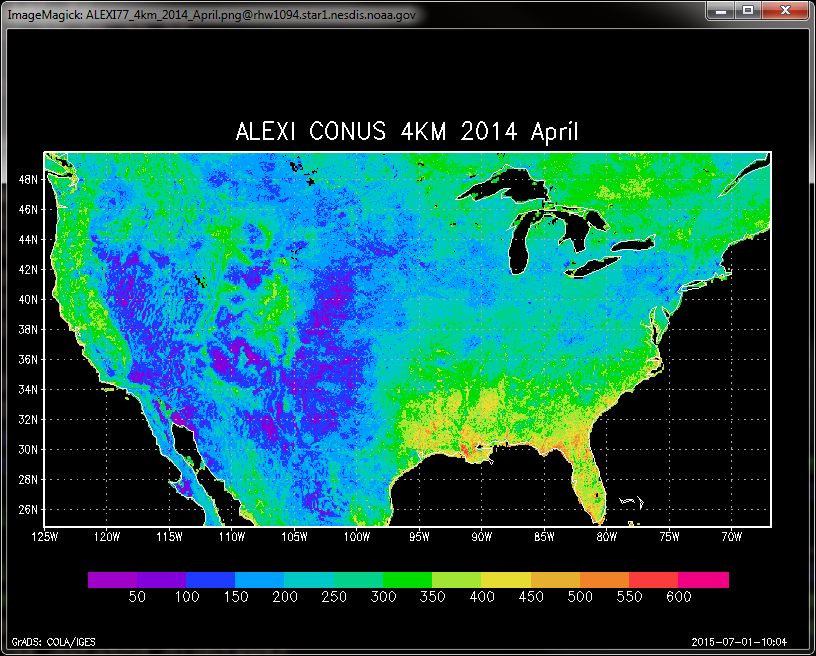 ImageMagick: ALEXI77_4km_2014_April.png@rhw1094.star1.nesdis.noaa.gov
ALEXI CONUS 4KM 2014 April
48N
46N
44N
42N
40N
38N
36N
34N
32N
30N
28N
26N
125W 120W 115W 110W 105W 100W 95W 90W 85W 80W 75W 70W
50 100 150 200 250 300 350 400 450 500 550 600
GrADS: COLA/IGES 2015-07-01-10:04